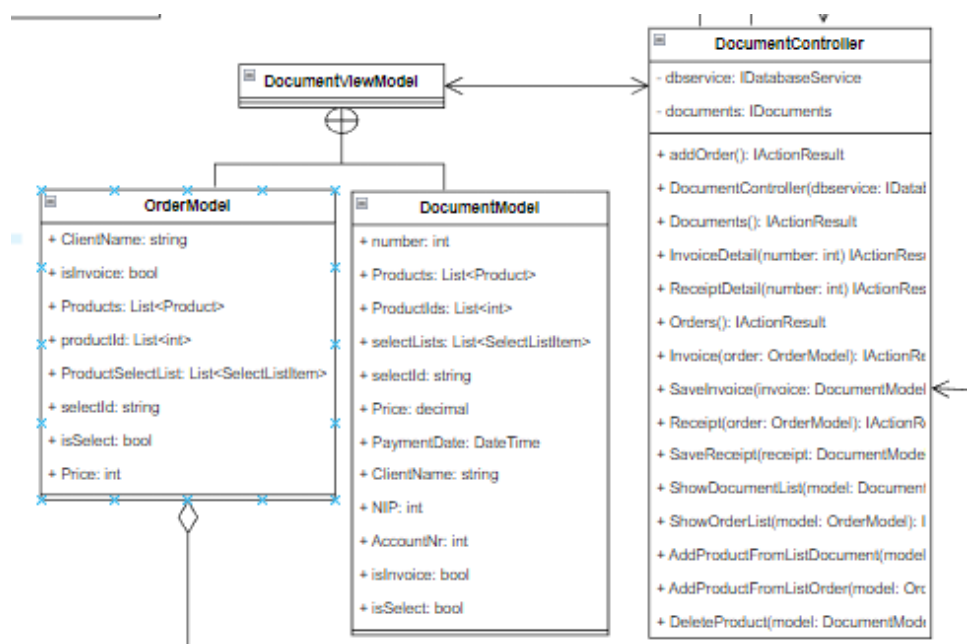 DocumentController
- dbservice: IDatabaseService
- documents: IDocuments
+ addOrder(): IActionResult
+ DocumentController(dbservice: IDatab
+ Documents(): IActionResult
+ InvoiceDetail(number: int) IActionResu
+ ReceiptDetail(number: int) IActionRes
+ Orders(): IActionResult
+ Invoice(order: OrderModel): IActionRe
+ SaveInvoice(invoice: DocumentModel
+ Receipt(order: OrderModel): IActionR
+ SaveReceipt(receipt: DocumentMode
+ ShowDocumentList(model: Document
+ ShowOrderList(model: OrderModel): I
+ AddProductFromListDocument(model
+ AddProductFromListOrder(model: Orc
+ DeleteProduct(model: DocumentMode
DocumentViewModel
OrderModel
+ ClientName: string
+ isInvoice: bool
+ Products: List<Product>
+ productId: List<int>
+ ProductSelectList: List<SelectListItem>
+ selectId: string
+ isSelect: bool
+ Price: int
DocumentModel
+ number: int
+ Products: List<Product>
+ ProductIds: List<int>
+ selectLists: List<SelectListItem>
+ selectId: string
+ Price: decimal
+ PaymentDate: DateTime
+ ClientName: string
+ NIP: int
+ AccountNr: int
+ isInvoice: bool
+ isSelect: bool